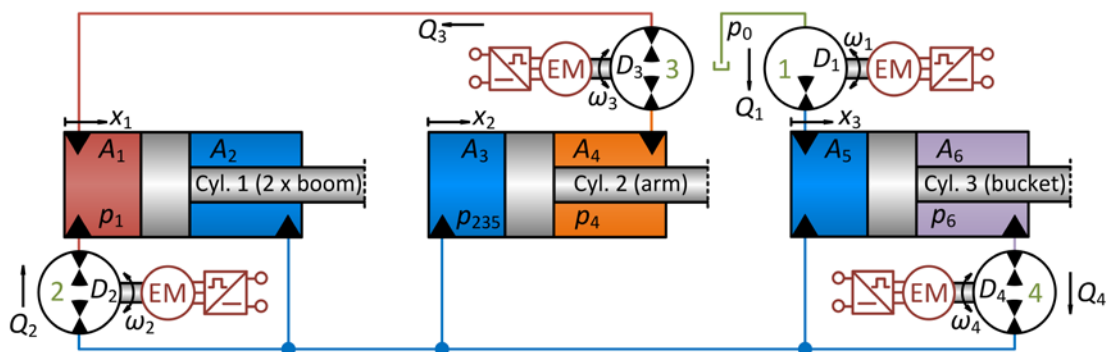 Q₃
EM
D₃
3
ω₃
p₀
Q₁
1
D₁
ω₁
EM
x₁
x₂
x₃
A₁
A₂
Cyl. 1 (2 x boom)
p₁
A₃
A₄
Cyl. 2 (arm)
p₂₃₅
p₄
A₅
A₆
Cyl. 3 (bucket)
p₆
Q₂
2
D₂
ω₂
EM
EM
D₄
ω₄
4
Q₄